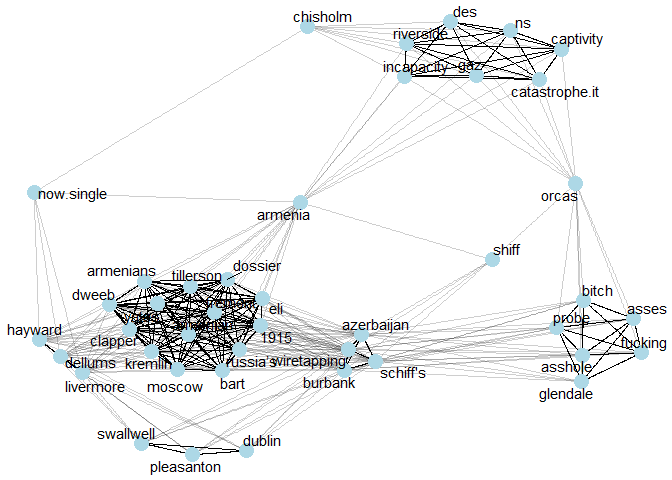 chisholm
des
ns
riverside
captivity
incapacity
gaz
catastrophe.it
now.single
orcas
armenia
shiff
armenians
tillerson
dossier
dweeb
eli
bitch
asses
azerbaijan
probe
hayward
clapper
1915
fucking
dellums
kremlin
russia's
wiretapping
asshole
livermore
moscow
bart
burbank
schiff's
glendale
swallwell
dublin
pleasanton